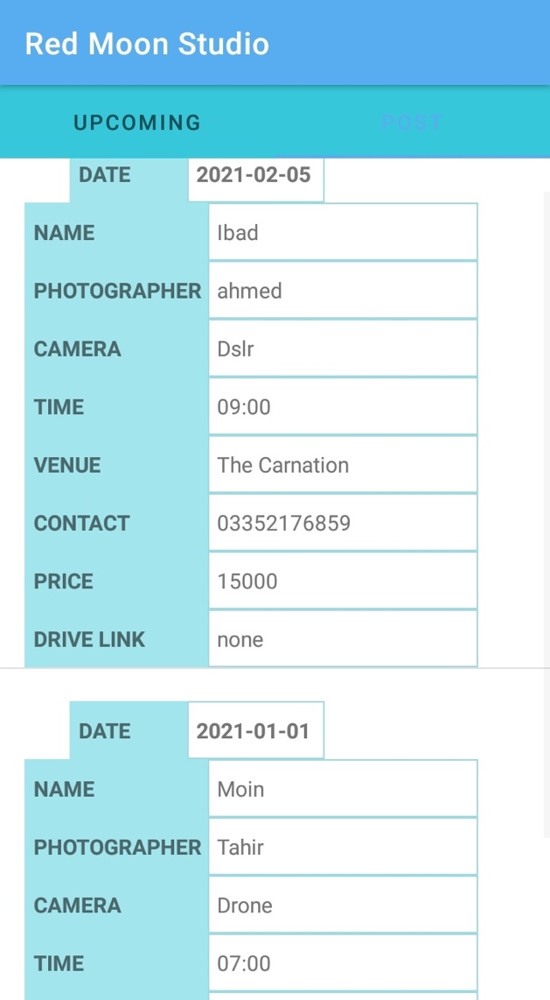 Red Moon Studio
UPCOMING POST
DATE 2021-02-05
NAME Ibad
PHOTOGRAPHER ahmed
CAMERA Dslr
TIME 09:00
VENUE The Carnation
CONTACT 03352176859
PRICE 15000
DRIVE LINK none
DATE 2021-01-01
NAME Moin
PHOTOGRAPHER Tahir
CAMERA Drone
TIME 07:00